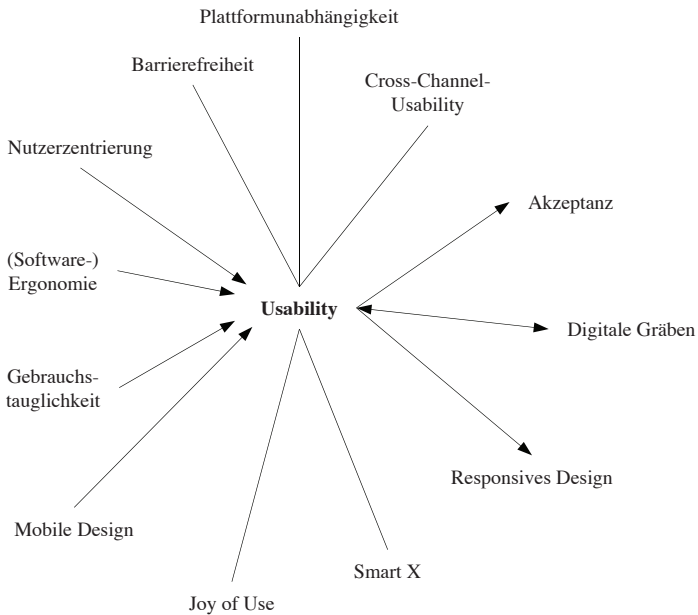 Plattformunabhängigkeit
Barrierefreiheit
Cross-Channel-
Usability
Nutzerzentrierung
Akzeptanz
(Software-)
Ergonomie
Usability
Digitale Gräben
Gebrauchs-
tauglichkeit
Responsives Design
Mobile Design
Smart X
Joy of Use